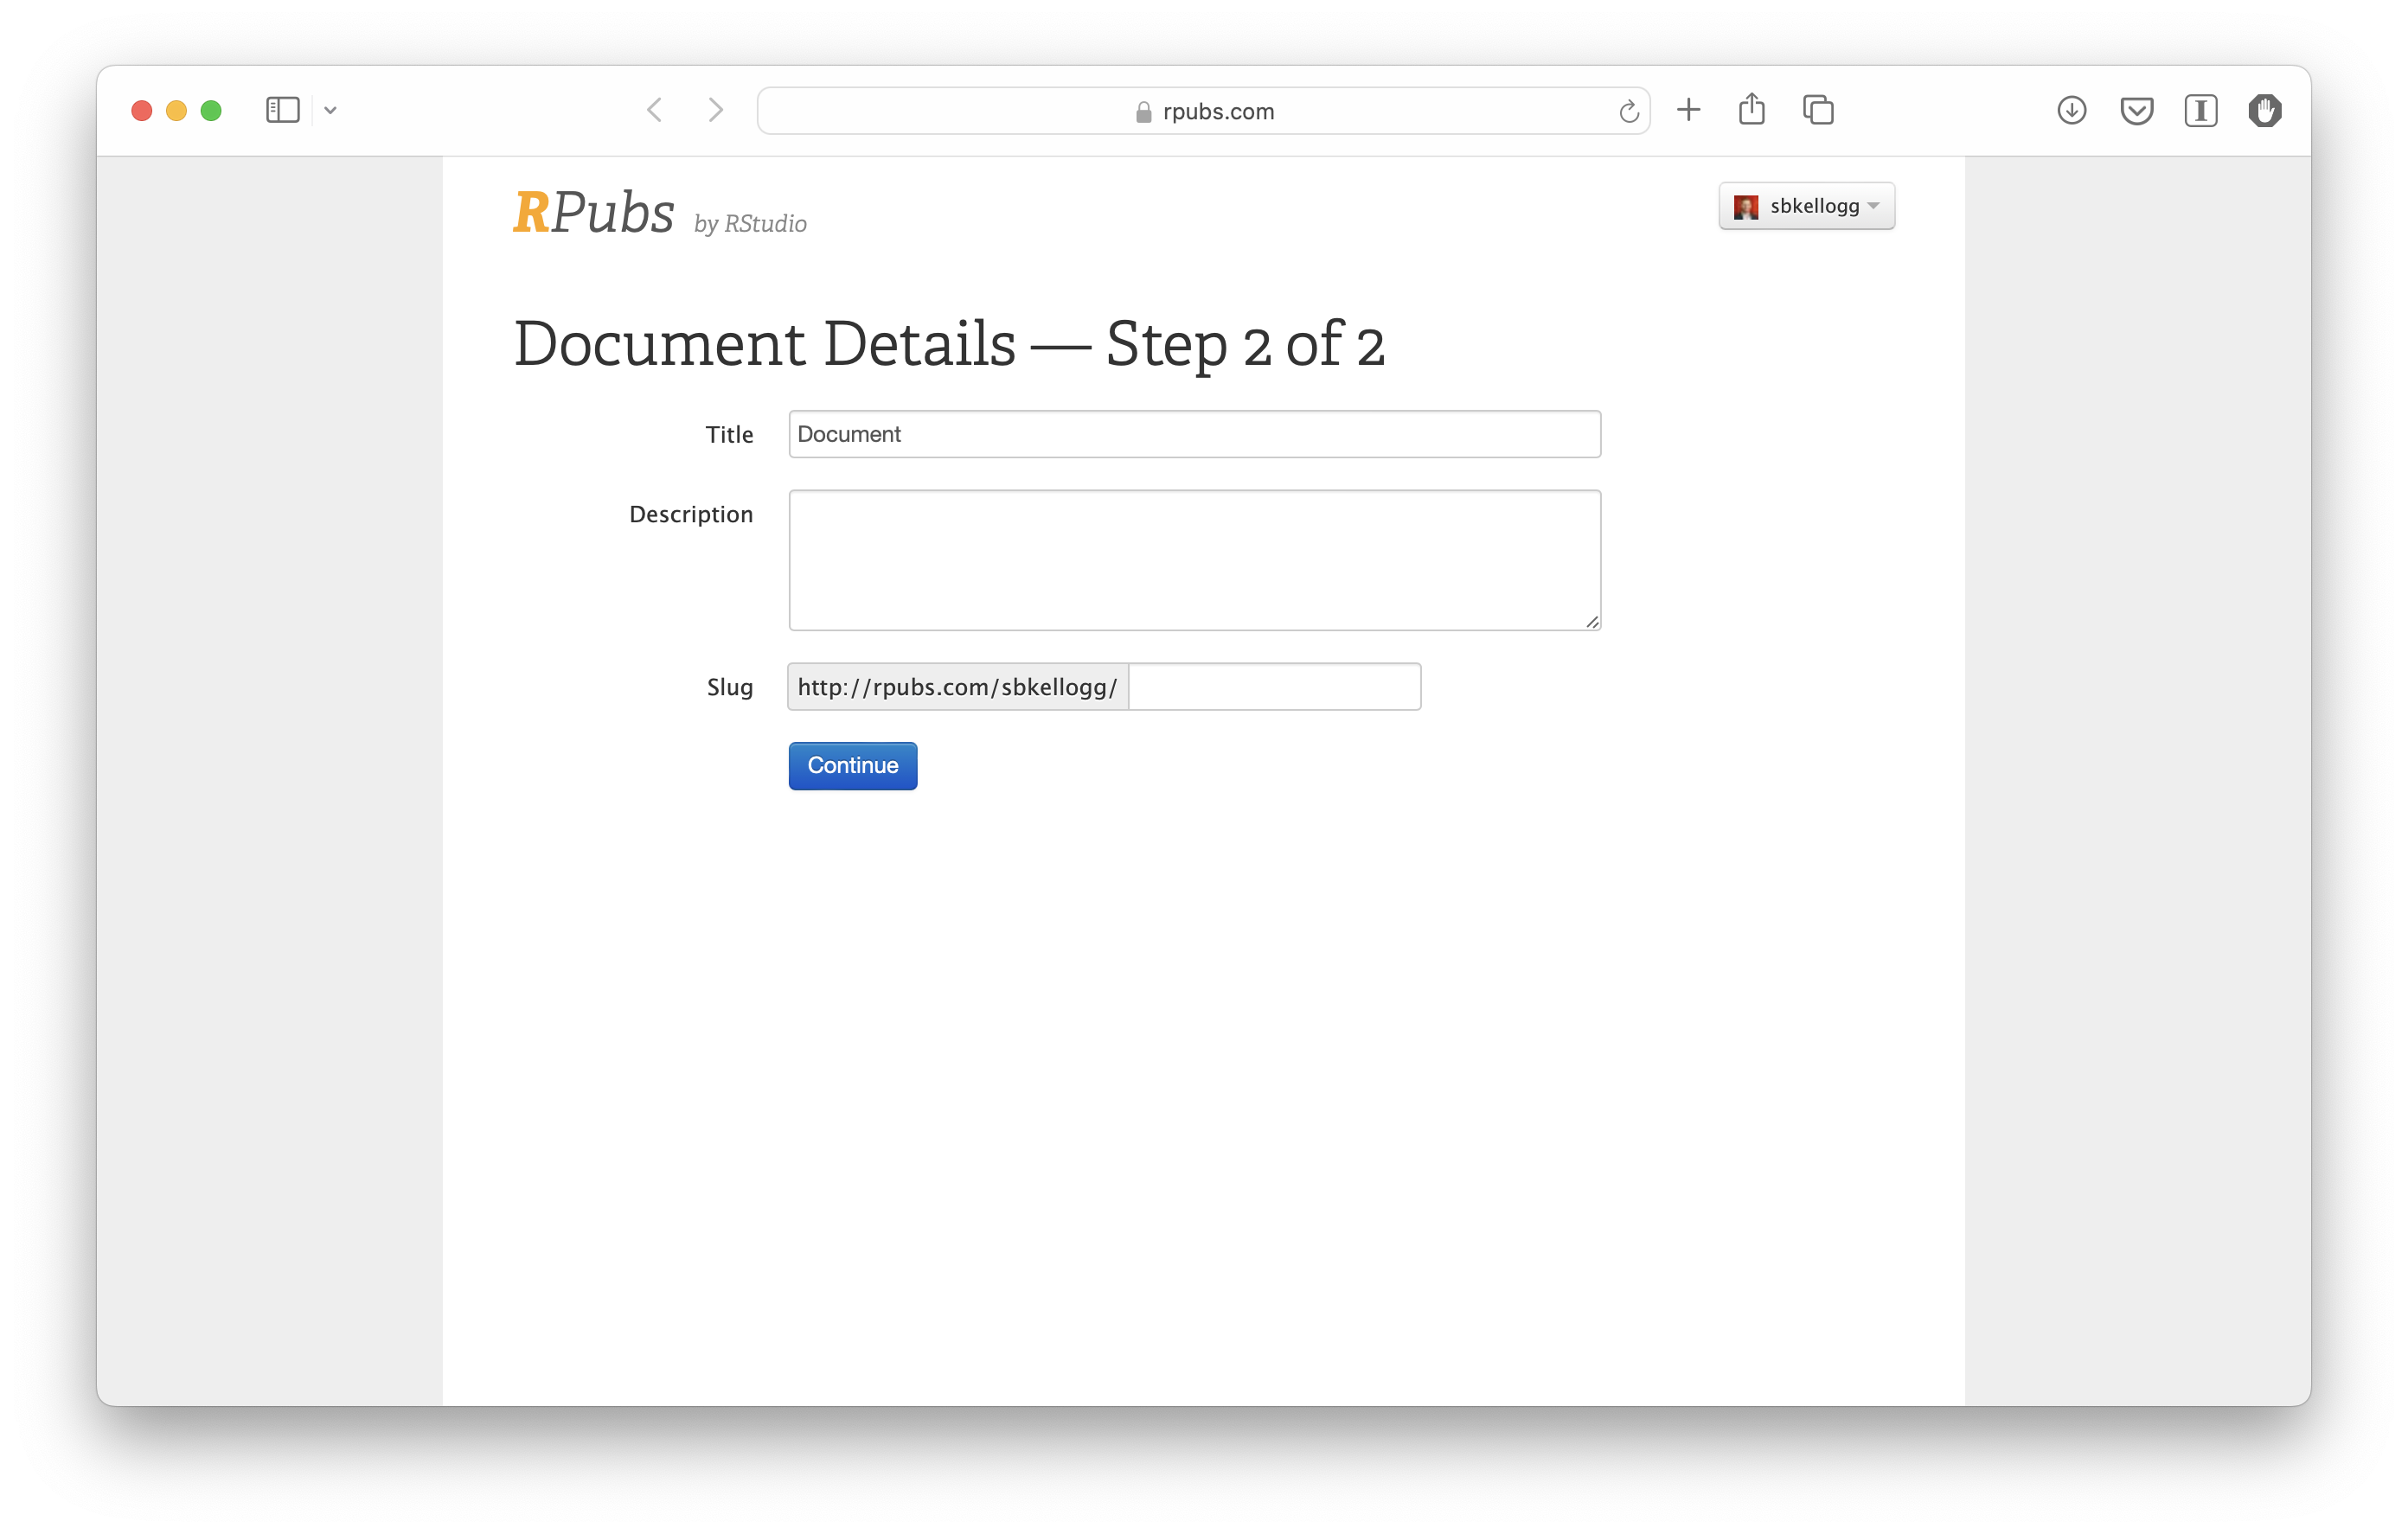 rpubs.com
RPubs by RStudio
sbkellogg
Document Details — Step 2 of 2
Title
Document
Description
Slug
http://rpubs.com/sbkellogg/
Continue